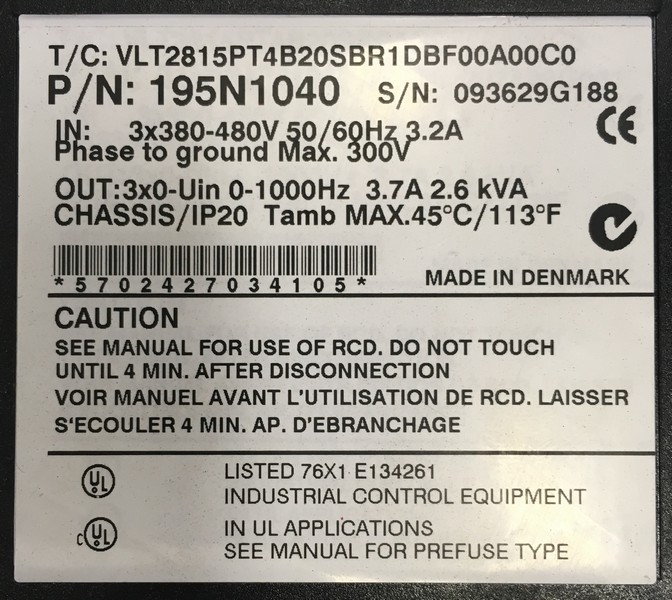 T/C: VLT2815PT4B20SBR1DBF00A00C0
P/N: 195N1040 S/N: 093629G188
IN: 3x380-480V 50/60Hz 3.2A
Phase to ground Max. 300V
CE
OUT:3x0-Uin 0-1000Hz 3.7A 2.6 kVA
CHASSIS/IP20 Tamb MAX.45°C/113°F
*5702427034105*
MADE IN DENMARK
CAUTION
SEE MANUAL FOR USE OF RCD. DO NOT TOUCH
UNTIL 4 MIN. AFTER DISCONNECTION
VOIR MANUEL AVANT L'UTILISATION DE RCD. LAISSER
S'ECOULER 4 MIN. AP. D'EBRANCHAGE
UL LISTED 76X1 E134261
INDUSTRIAL CONTROL EQUIPMENT
cUL IN UL APPLICATIONS
SEE MANUAL FOR PREFUSE TYPE